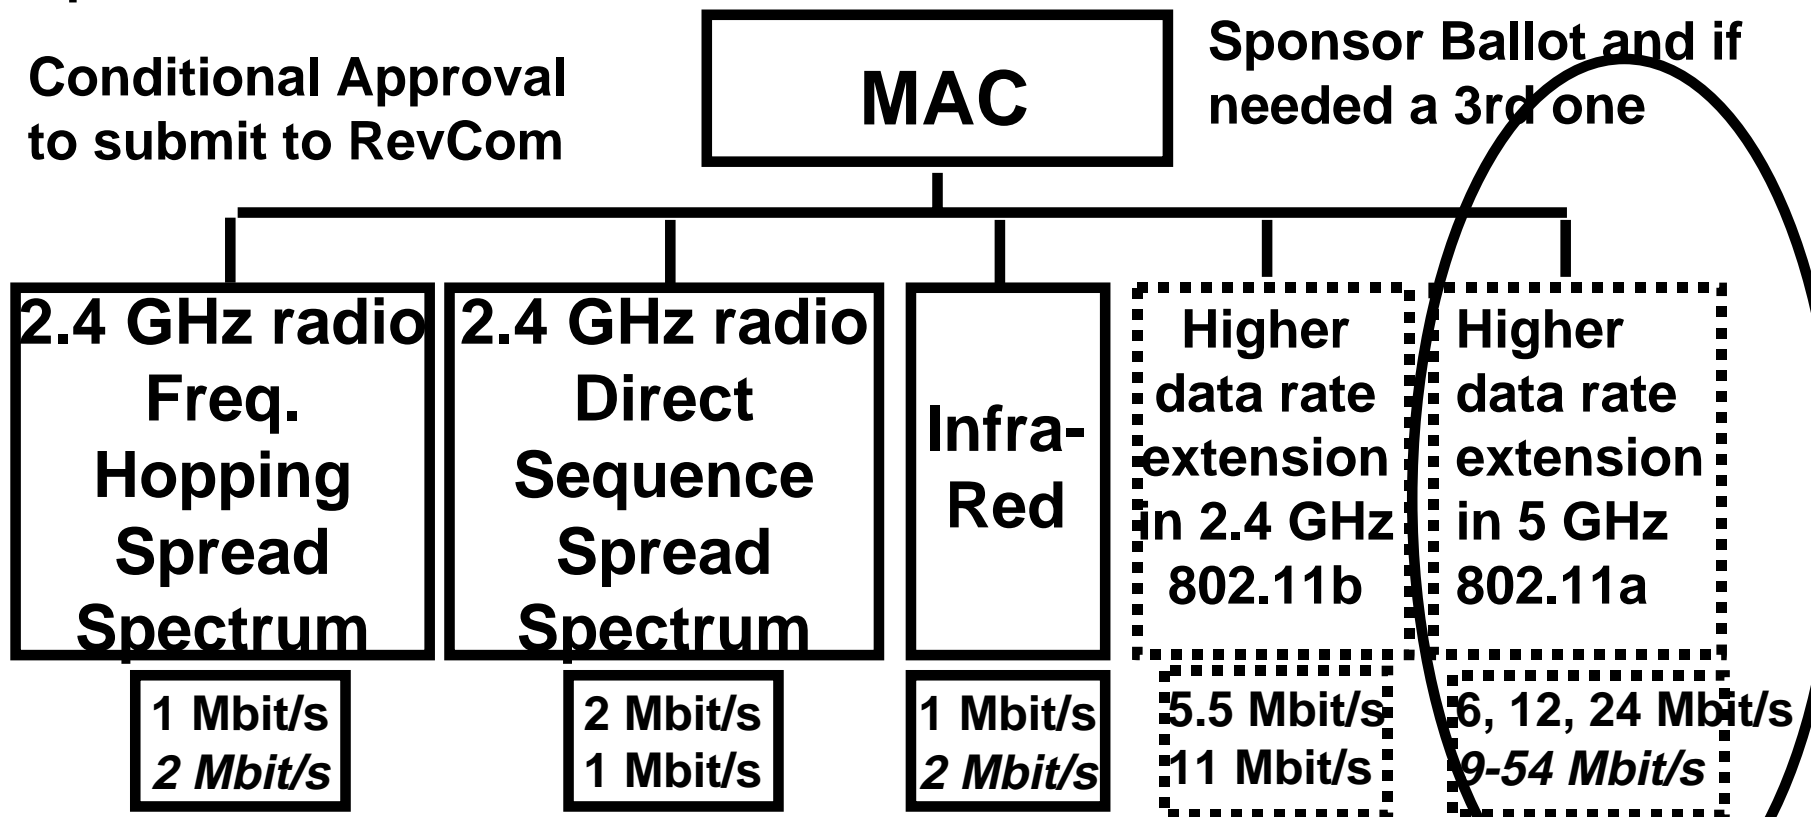 Conditional Approval
to submit to RevCom
MAC
Sponsor Ballot and if
needed a 3rd one
2.4 GHz radio
Freq.
Hopping
Spread
Spectrum
1 Mbit/s
2 Mbit/s
2.4 GHz radio
Direct
Sequence
Spread
Spectrum
2 Mbit/s
1 Mbit/s
Infra-
Red
1 Mbit/s
2 Mbit/s
Higher
data rate
extension
in 2.4 GHz
802.11b
5.5 Mbit/s
11 Mbit/s
Higher
data rate
extension
in 5 GHz
802.11a
6, 12, 24 Mbit/s
9-54 Mbit/s